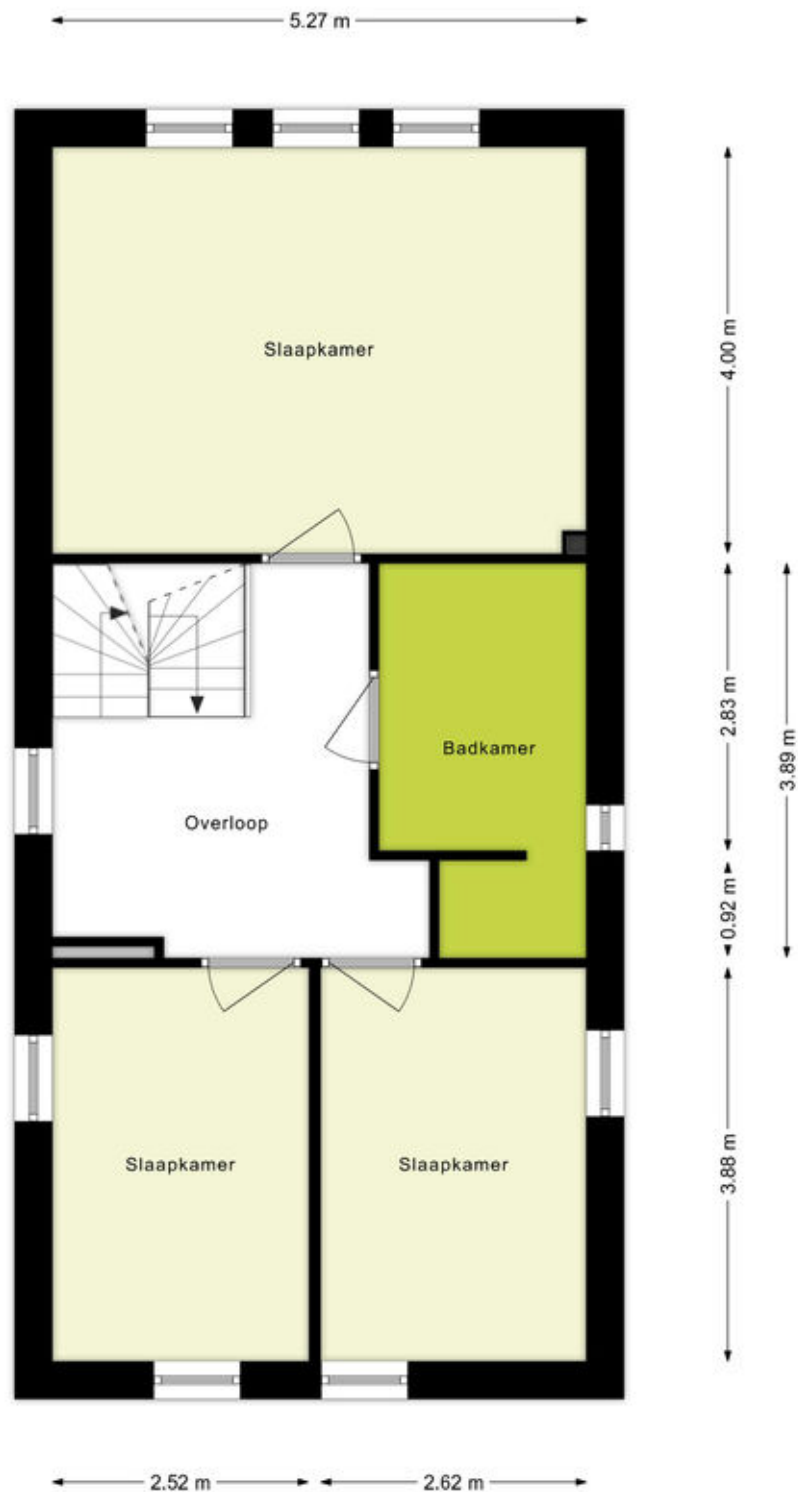 5.27 m
Slaapkamer
4.00 m
Badkamer
2.83 m
3.89 m
Overloop
0.92 m
Slaapkamer
Slaapkamer
3.88 m
2.52 m
2.62 m